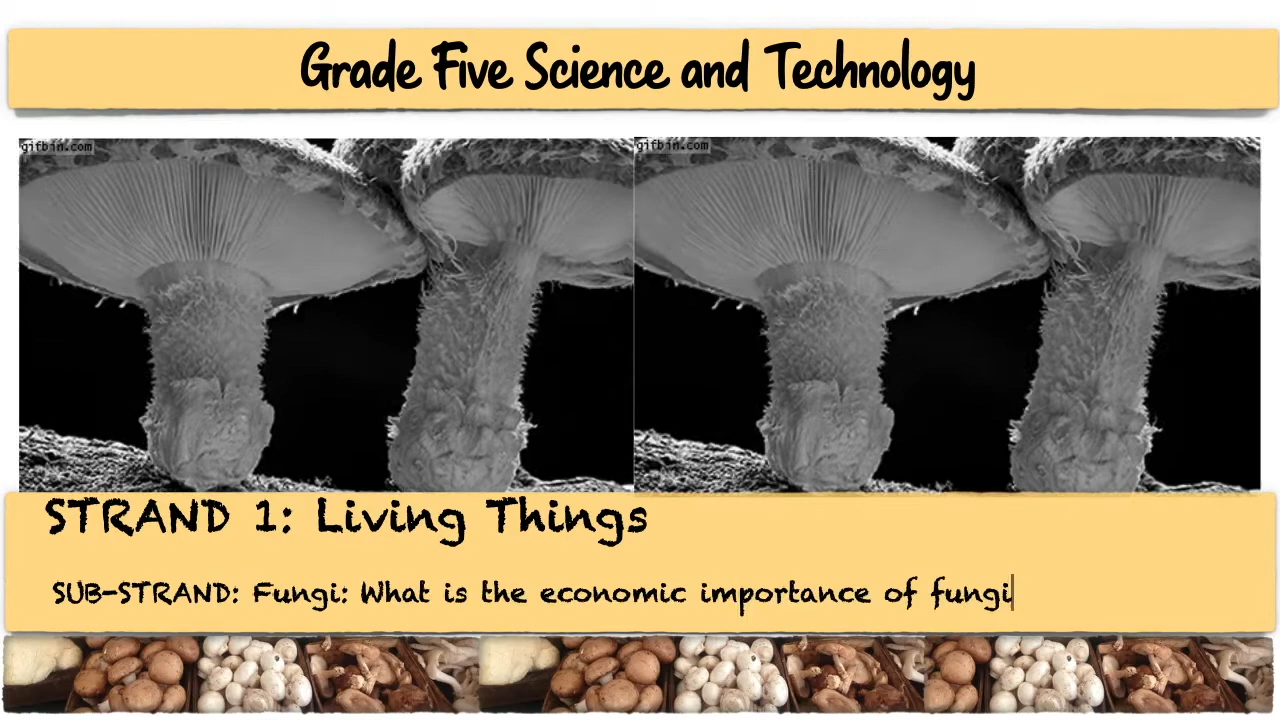 Grade Five Science and Technology
gifbin.com
gifbin.com
STRAND 1: Living Things
SUB-STRAND: Fungi: What is the economic importance of fungi